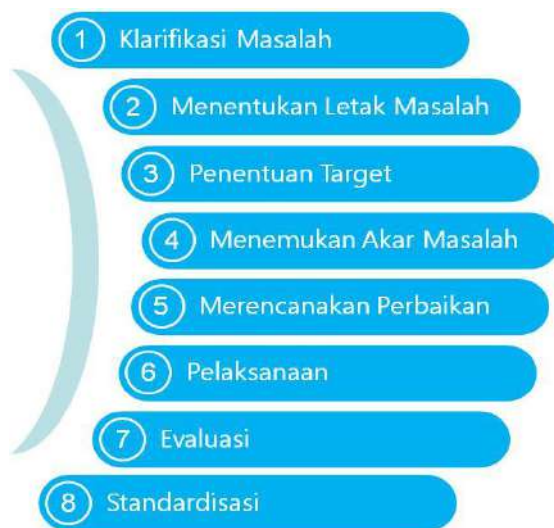 1 Klarifikasi Masalah
2 Menentukan Letak Masalah
3 Penentuan Target
4 Menemukan Akar Masalah
5 Merencanakan Perbaikan
6 Pelaksanaan
7 Evaluasi
8 Standardisasi